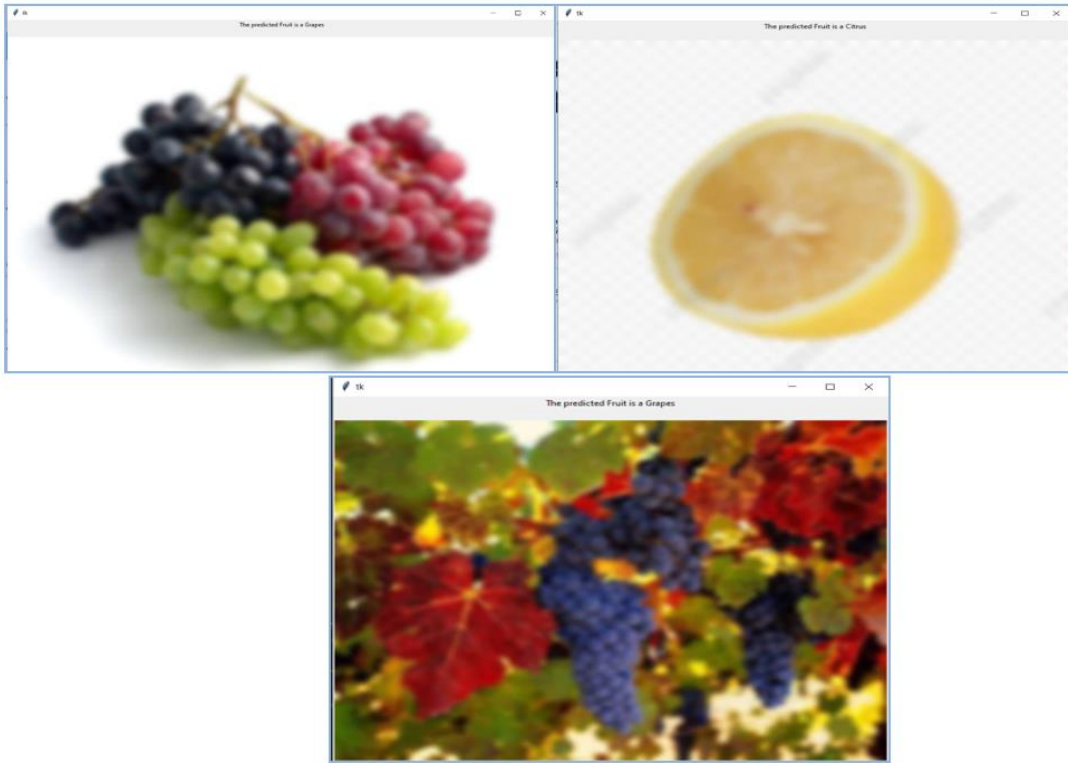 tk
The predicted Fruit is a Grapes
tk
The predicted Fruit is a Citrus
tk
The predicted Fruit is a Grapes